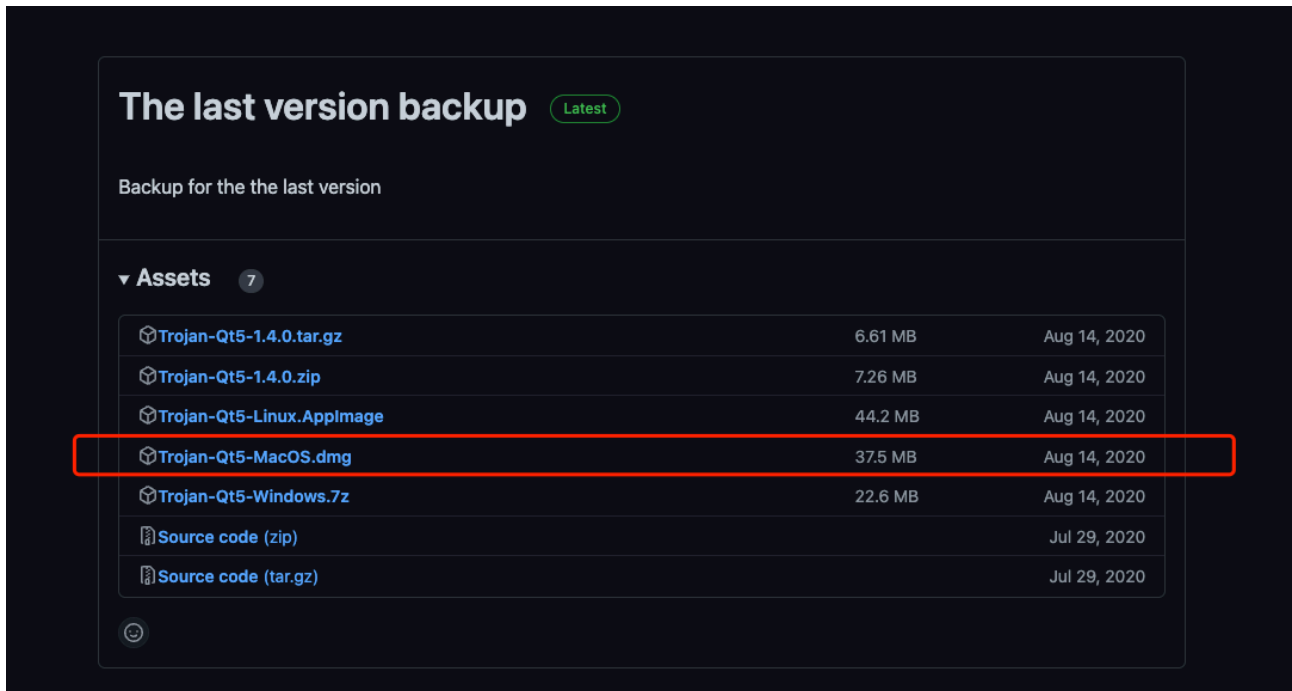 The last version backup Latest
Backup for the the last version
Assets 7
Trojan-Qt5-1.4.0.tar.gz 6.61 MB Aug 14, 2020
Trojan-Qt5-1.4.0.zip 7.26 MB Aug 14, 2020
Trojan-Qt5-Linux.AppImage 44.2 MB Aug 14, 2020
Trojan-Qt5-MacOS.dmg 37.5 MB Aug 14, 2020
Trojan-Qt5-Windows.7z 22.6 MB Aug 14, 2020
Source code (zip) Jul 29, 2020
Source code (tar.gz) Jul 29, 2020